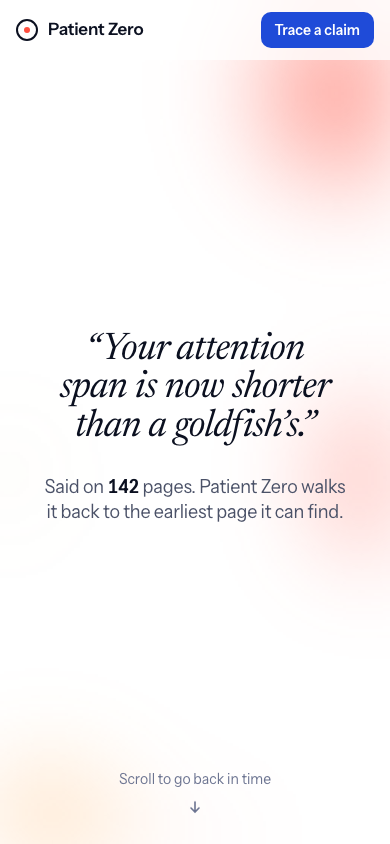 Patient Zero
Trace a claim
“Your attention
span is now shorter
than a goldfish’s.”
Said on 142 pages. Patient Zero walks
it back to the earliest page it can find.
Scroll to go back in time
↓